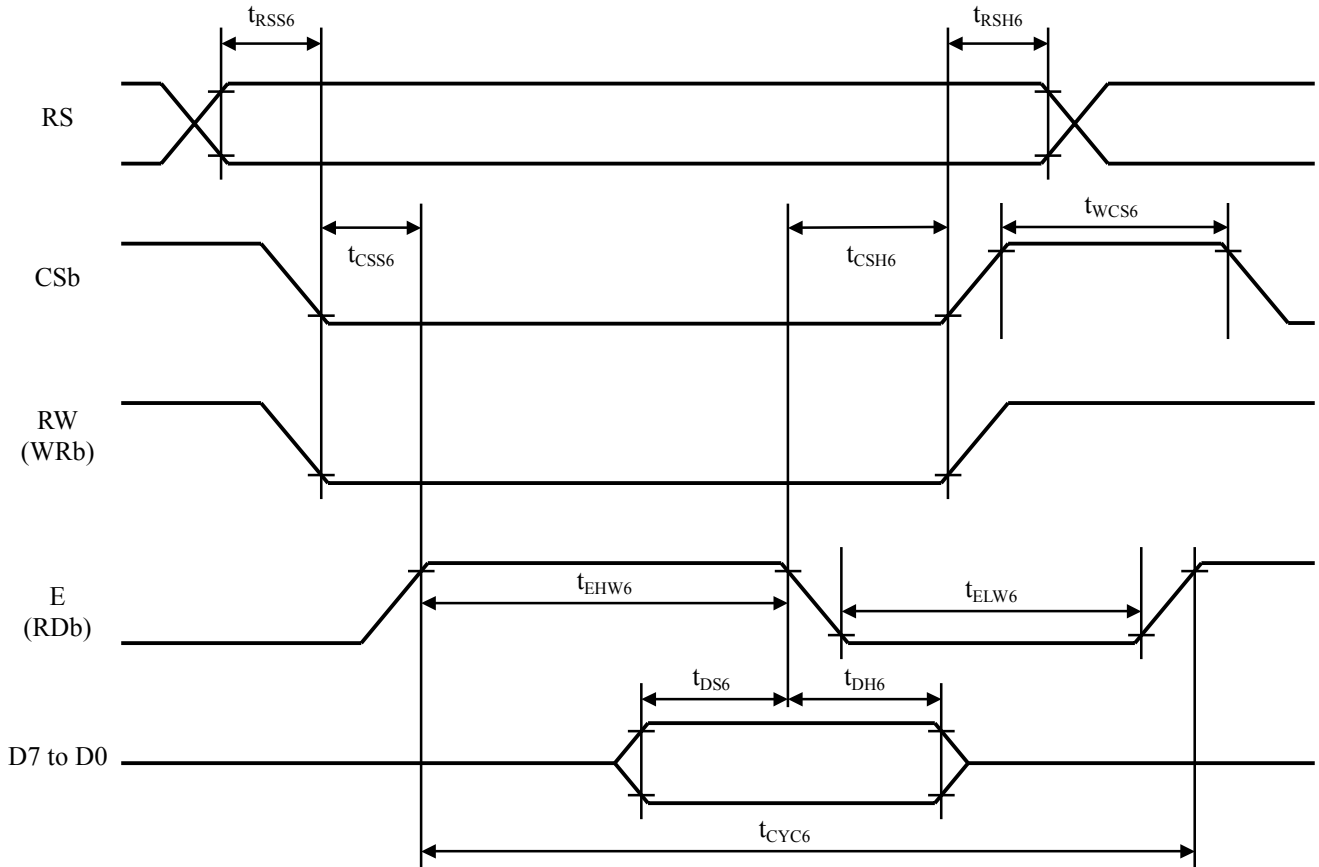 tRSS6
tRSH6
RS
tWCS6
tCSS6
tCSH6
CSb
RW
(WRb)
E
(RDb)
tEHW6
tELW6
tDS6
tDH6
D7 to D0
tCYC6